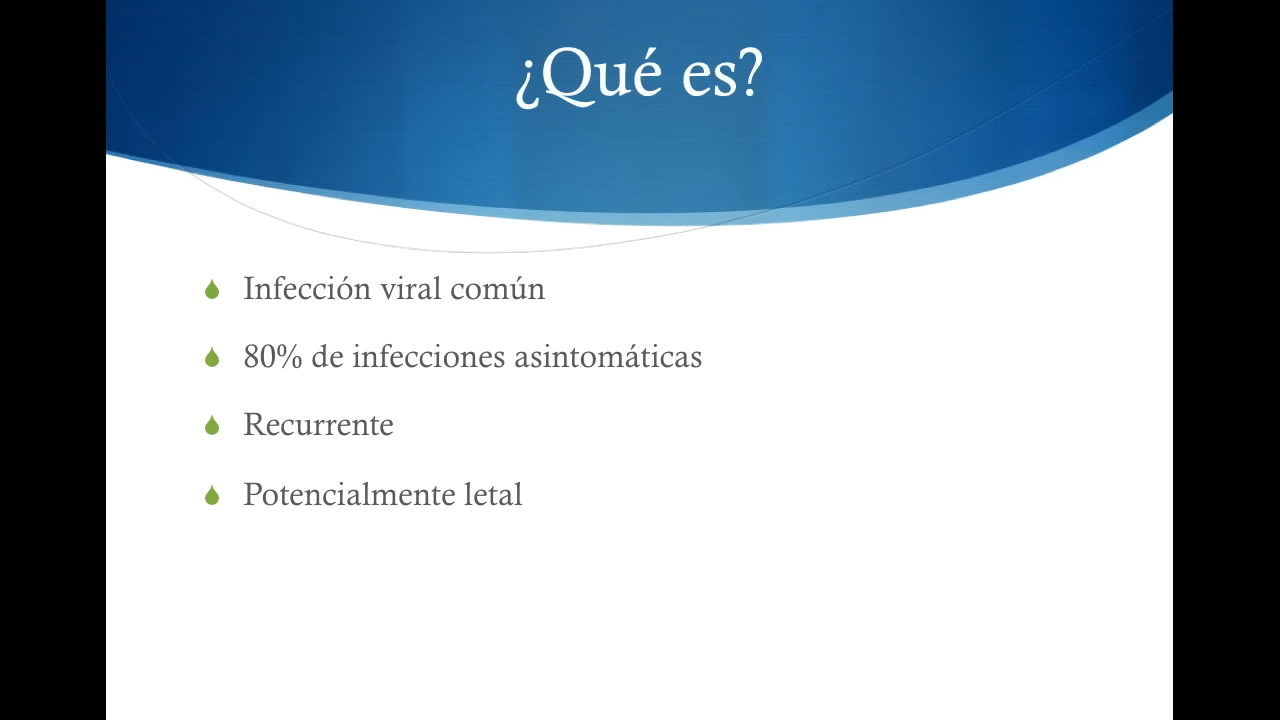 ¿Qué es?
Infección viral común
80% de infecciones asintomáticas
Recurrente
Potencialmente letal